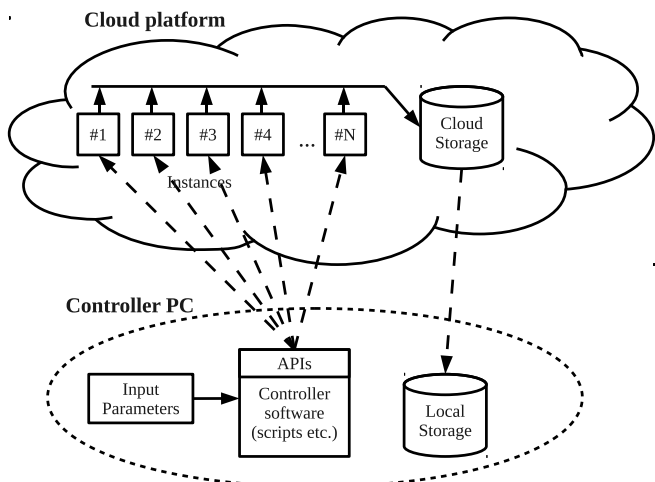 Cloud platform
#1
#2
#3
#4
...
#N
Cloud
Storage
Instances
Controller PC
APIs
Input
Parameters
Controller
software
(scripts etc.)
Local
Storage